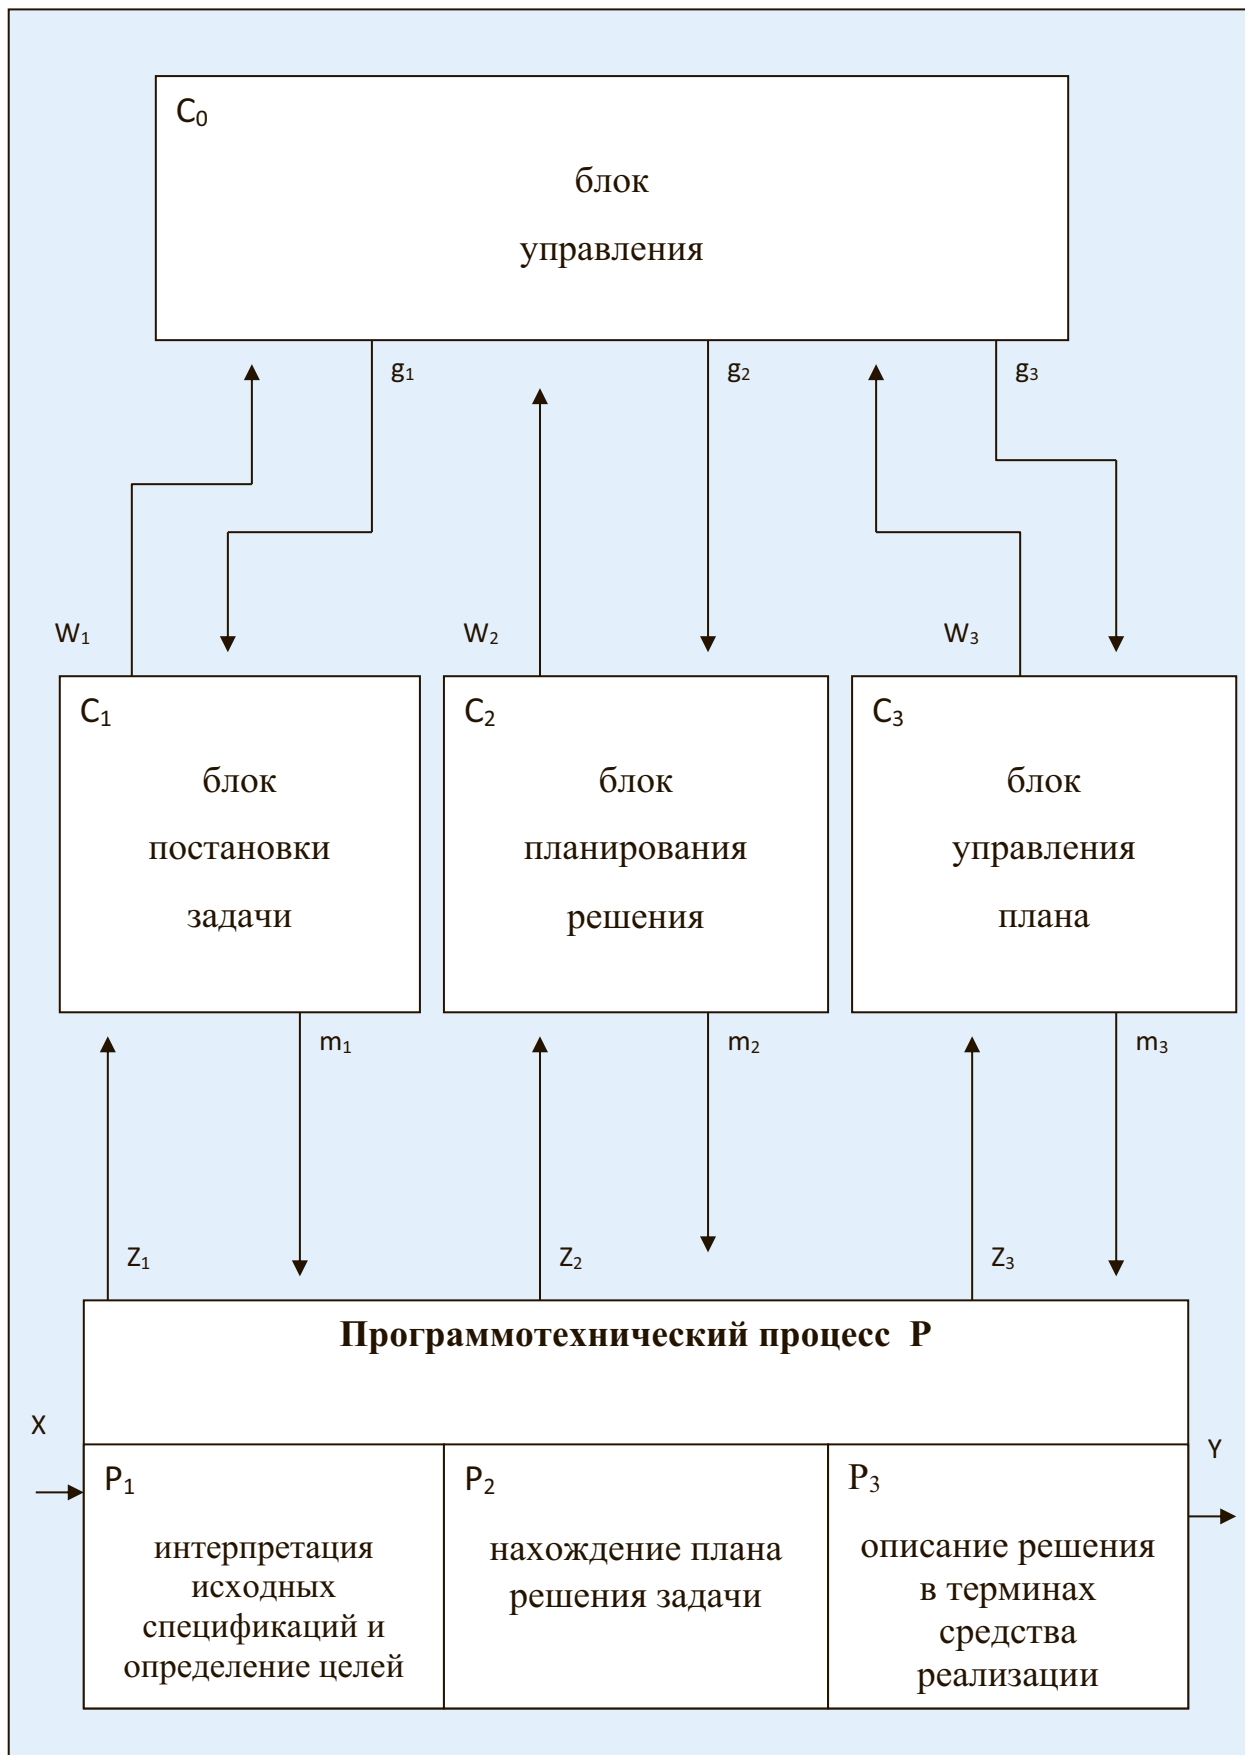 C₀
блок
управления
g₁
g₂
g₃
W₁
W₂
W₃
C₁
блок
постановки
задачи
C₂
блок
планирования
решения
C₃
блок
управления
плана
m₁
m₂
m₃
Z₁
Z₂
Z₃
Программотехнический процесс P
X
Y
P₁
интерпретация
исходных
спецификаций и
определение целей
P₂
нахождение плана
решения задачи
P₃
описание решения
в терминах
средства
реализации